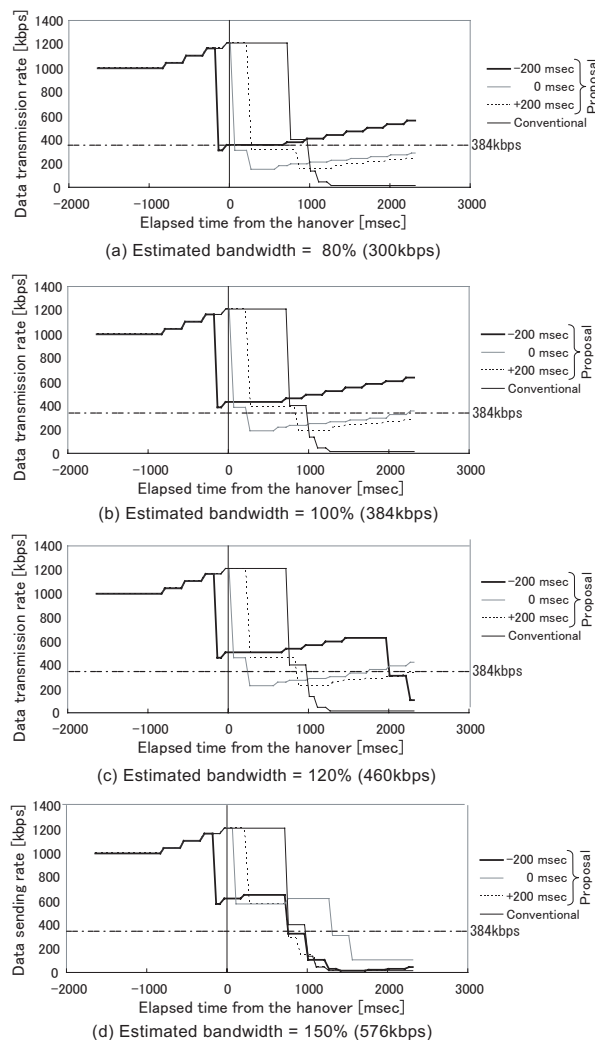 1400
1200
1000
800
600
400
200
0
Data transmission rate [kbps]
−200 msec
0 msec
+200 msec
Conventional
Proposal
384kbps
−2000 −1000 0 1000 2000 3000
Elapsed time from the hanover [msec]
(a) Estimated bandwidth = 80% (300kbps)
1400
1200
1000
800
600
400
200
0
Data transmission rate [kbps]
−200 msec
0 msec
+200 msec
Conventional
Proposal
384kbps
−2000 −1000 0 1000 2000 3000
Elapsed time from the hanover [msec]
(b) Estimated bandwidth = 100% (384kbps)
1400
1200
1000
800
600
400
200
0
Data transmission rate [kbps]
−200 msec
0 msec
+200 msec
Conventional
Proposal
384kbps
−2000 −1000 0 1000 2000 3000
Elapsed time from the hanover [msec]
(c) Estimated bandwidth = 120% (460kbps)
1400
1200
1000
800
600
400
200
0
Data sending rate [kbps]
−200 msec
0 msec
+200 msec
Conventional
Proposal
384kbps
−2000 −1000 0 1000 2000 3000
Elapsed time from the hanover [msec]
(d) Estimated bandwidth = 150% (576kbps)